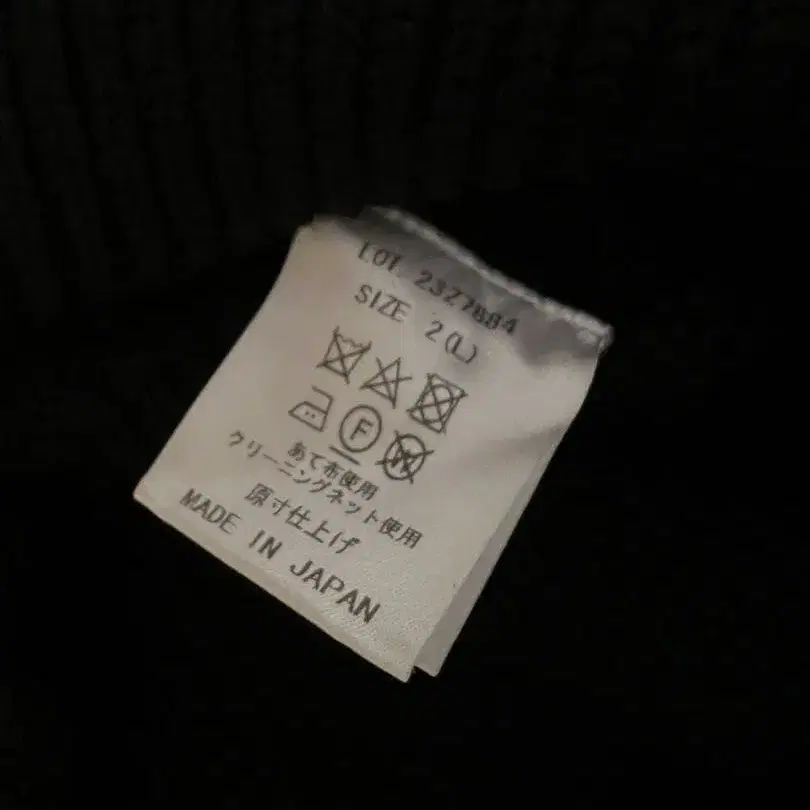 LOT. 2327884
SIZE 2(L)
F
W
あて布使用
クリーニングネット使用
原寸仕上げ
MADE IN JAPAN